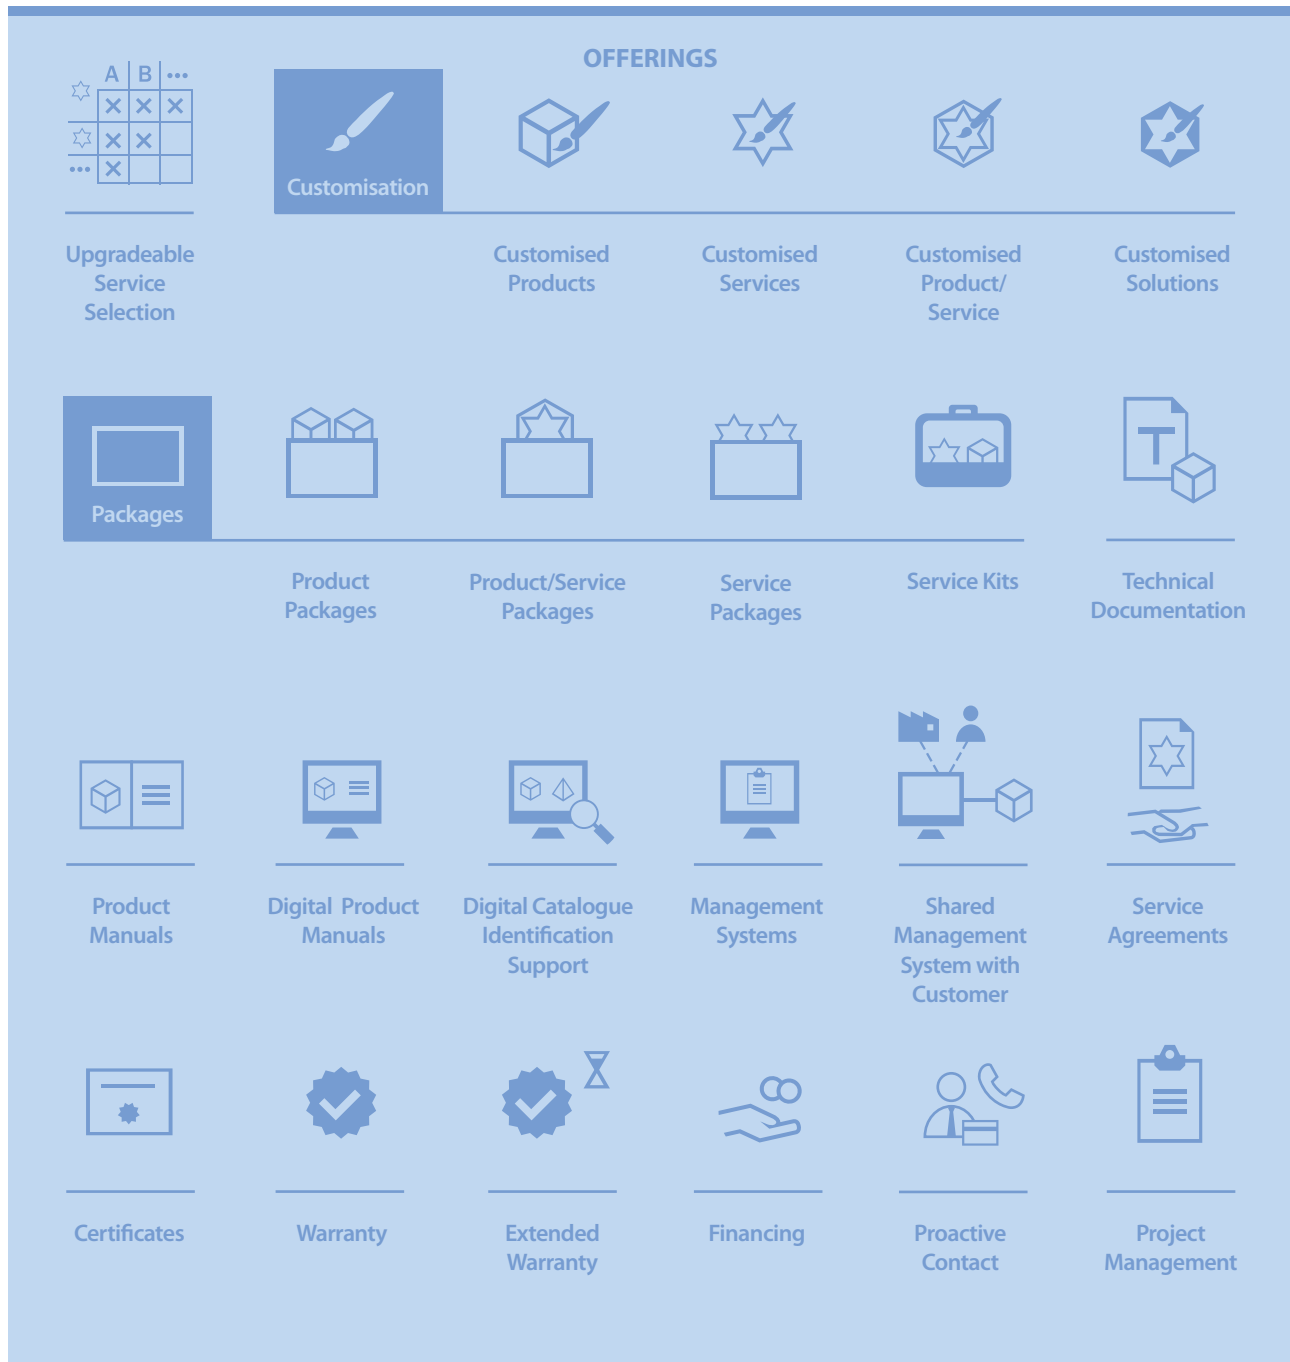 OFFERINGS
A B ...
Customisation
Upgradeable
Service
Selection
Customised
Products
Customised
Services
Customised
Product/
Service
Customised
Solutions
Packages
T
Product
Packages
Product/Service
Packages
Service
Packages
Service Kits
Technical
Documentation
Product
Manuals
Digital Product
Manuals
Digital Catalogue
Identification
Support
Management
Systems
Shared
Management
System with
Customer
Service
Agreements
Certificates
Warranty
Extended
Warranty
Financing
Proactive
Contact
Project
Management